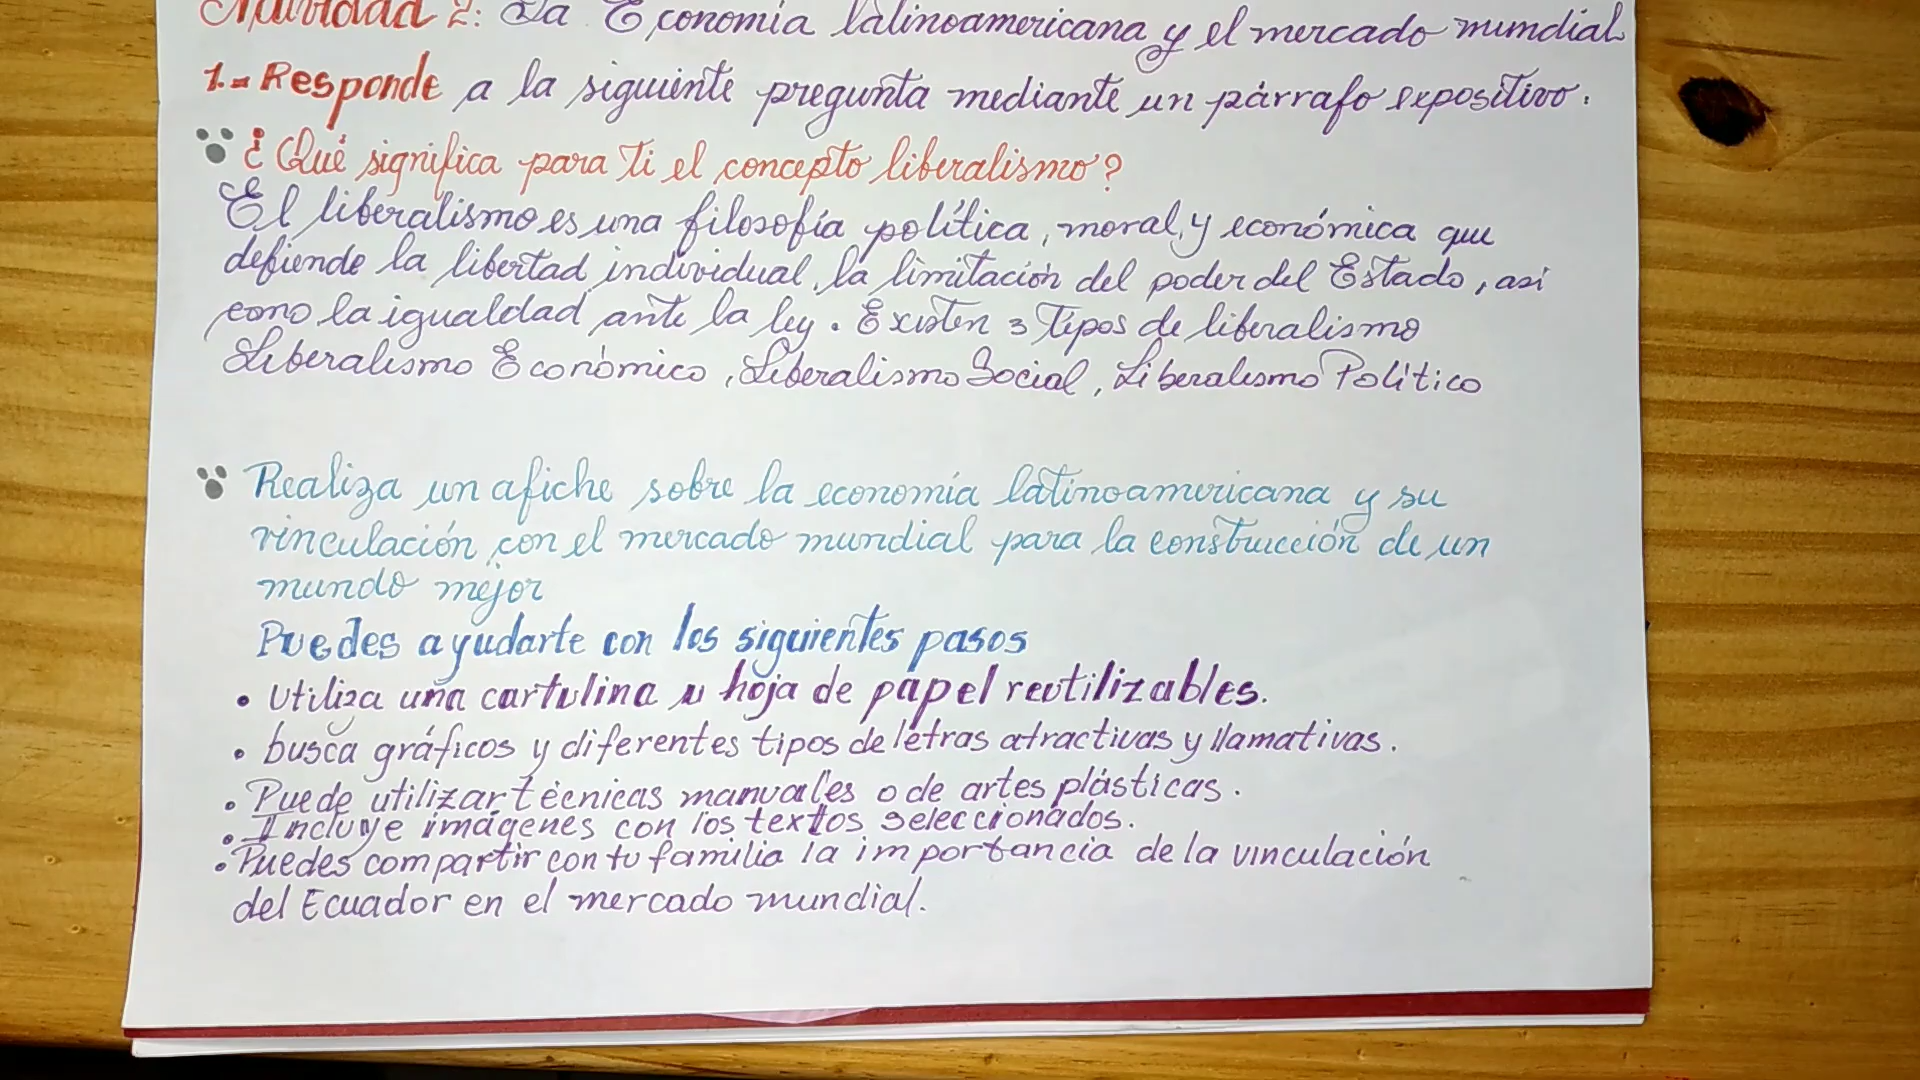 Actividad 2: La Economía latinoamericana y el mercado mundial
1.- Responde a la siguiente pregunta mediante un párrafo expositivo.
¿Qué significa para ti el concepto liberalismo?
El liberalismo es una filosofía política, moral, y económica que
defiende la libertad individual, la limitación del poder del Estado, así
como la igualdad ante la ley. Existen 3 Tipos de liberalismo
Liberalismo Económico, Liberalismo Social, Liberalismo Político
Realiza un afiche sobre la economía latinoamericana y su
vinculación con el mercado mundial para la construcción de un
mundo mejor
Puedes ayudarte con los siguientes pasos
• Utiliza una cartulina u hoja de papel reutilizables.
• busca gráficos y diferentes tipos de letras atractivas y llamativas.
• Puede utilizar técnicas manuales o de artes plásticas.
• Incluye imágenes con los textos seleccionados.
• Puedes compartir con tu familia la importancia de la vinculación
del Ecuador en el mercado mundial.